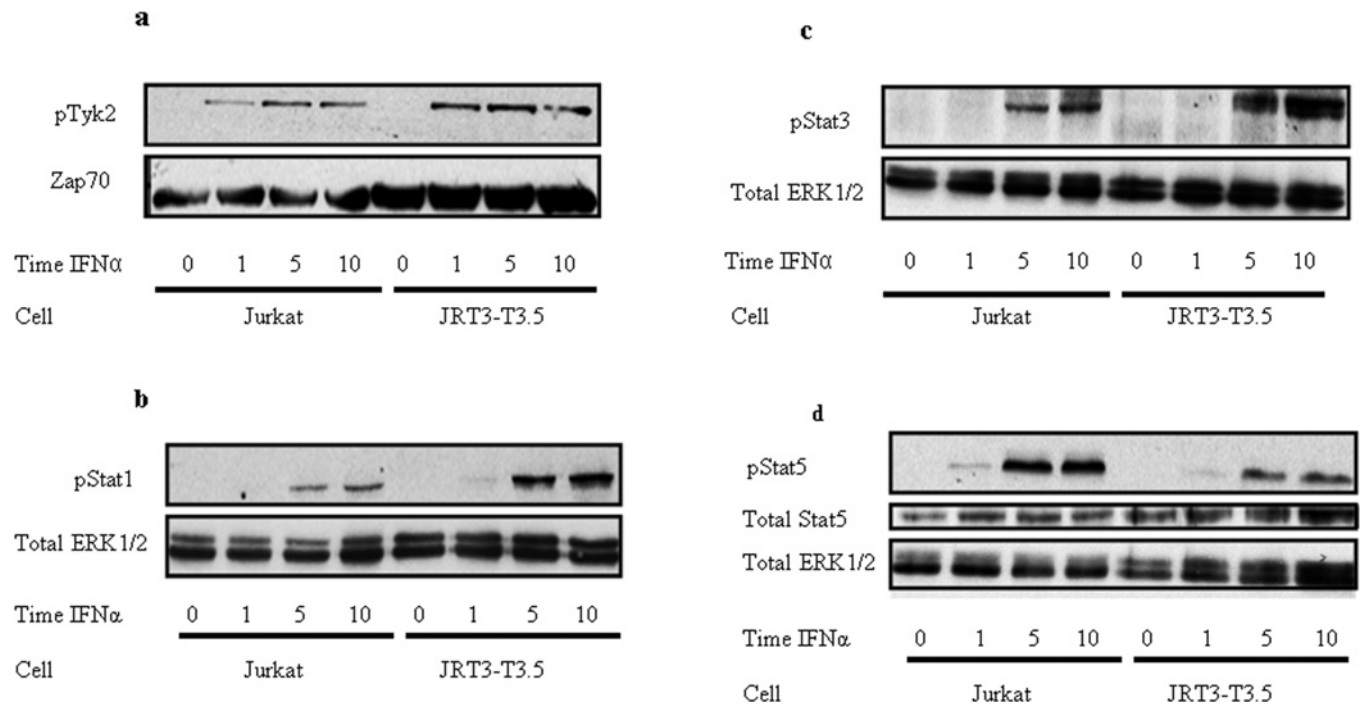 a
pTyk2
Zap70
Time IFNα 0 1 5 10 0 1 5 10
Cell Jurkat JRT3-T3.5
b
pStat1
Total ERK1/2
Time IFNα 0 1 5 10 0 1 5 10
Cell Jurkat JRT3-T3.5
c
pStat3
Total ERK1/2
Time IFNα 0 1 5 10 0 1 5 10
Cell Jurkat JRT3-T3.5
d
pStat5
Total Stat5
Total ERK1/2
Time IFNα 0 1 5 10 0 1 5 10
Cell Jurkat JRT3-T3.5